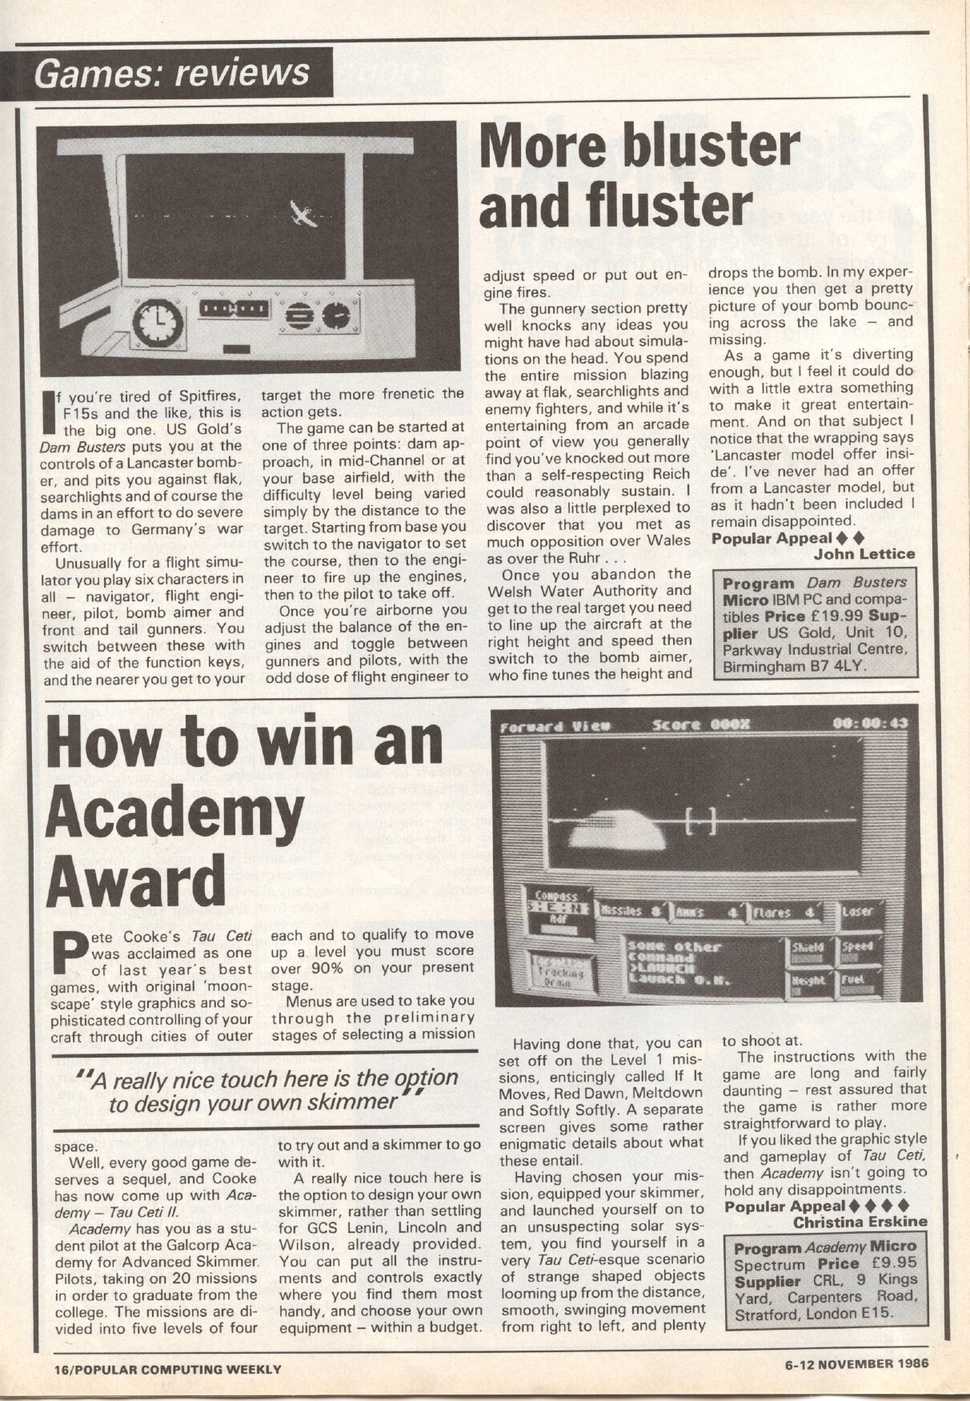 Games: reviews
More bluster
and fluster
If you're tired of Spitfires,
F15s and the like, this is
the big one. US Gold's
Dam Busters puts you at the
controls of a Lancaster bomb-
er, and pits you against flak,
searchlights and of course the
dams in an effort to do severe
damage to Germany's war
effort.
Unusually for a flight simu-
lator you play six characters in
all – navigator, flight engi-
neer, pilot, bomb aimer and
front and tail gunners. You
switch between these with
the aid of the function keys,
and the nearer you get to your
target the more frenetic the
action gets.
The game can be started at
one of three points: dam ap-
proach, in mid-Channel or at
your base airfield, with the
difficulty level being varied
simply by the distance to the
target. Starting from base you
switch to the navigator to set
the course, then to the engi-
neer to fire up the engines,
then to the pilot to take off.
Once you're airborne you
adjust the balance of the en-
gines and toggle between
gunners and pilots, with the
odd dose of flight engineer to
adjust speed or put out en-
gine fires.
The gunnery section pretty
well knocks any ideas you
might have had about simula-
tions on the head. You spend
the entire mission blazing
away at flak, searchlights and
enemy fighters, and while it's
entertaining from an arcade
point of view you generally
find you've knocked out more
than a self-respecting Reich
could reasonably sustain. I
was also a little perplexed to
discover that you met as
much opposition over Wales
as over the Ruhr . . .
Once you abandon the
Welsh Water Authority and
get to the real target you need
to line up the aircraft at the
right height and speed then
switch to the bomb aimer,
who fine tunes the height and
drops the bomb. In my exper-
ience you then get a pretty
picture of your bomb bounc-
ing across the lake – and
missing.
As a game it's diverting
enough, but I feel it could do
with a little extra something
to make it great entertain-
ment. And on that subject I
notice that the wrapping says
'Lancaster model offer insi-
de'. I've never had an offer
from a Lancaster model, but
as it hadn't been included I
remain disappointed.
Popular Appeal ♦ ♦
John Lettice
Program Dam Busters
Micro IBM PC and compa-
tibles Price £19.99 Sup-
plier US Gold, Unit 10,
Parkway Industrial Centre,
Birmingham B7 4LY.
How to win an
Academy
Award
Pete Cooke's Tau Ceti
was acclaimed as one
of last year's best
games, with original 'moon-
scape' style graphics and so-
phisticated controlling of your
craft through cities of outer
"A really nice touch here is the option
to design your own skimmer"
space.
Well, every good game de-
serves a sequel, and Cooke
has now come up with Aca-
demy – Tau Ceti II.
Academy has you as a stu-
dent pilot at the Galcorp Aca-
demy for Advanced Skimmer
Pilots, taking on 20 missions
in order to graduate from the
college. The missions are di-
vided into five levels of four
each and to qualify to move
up a level you must score
over 90% on your present
stage.
Menus are used to take you
through the preliminary
stages of selecting a mission
to try out and a skimmer to go
with it.
A really nice touch here is
the option to design your own
skimmer, rather than settling
for GCS Lenin, Lincoln and
Wilson, already provided.
You can put all the instru-
ments and controls exactly
where you find them most
handy, and choose your own
equipment – within a budget.
Forward View Score 000% 00:00:43
Compass
S:E:N
Adf
Missiles 8
AMM's 4
Flares 4
Laser
Tracking
Drain
some other
command
>LAUNCH
Launch O.K.
Shield
Speed
Height
Fuel
Having done that, you can
set off on the Level 1 mis-
sions, enticingly called If It
Moves, Red Dawn, Meltdown
and Softly Softly. A separate
screen gives some rather
enigmatic details about what
these entail.
Having chosen your mis-
sion, equipped your skimmer,
and launched yourself on to
an unsuspecting solar sys-
tem, you find yourself in a
very Tau Ceti-esque scenario
of strange shaped objects
looming up from the distance,
smooth, swinging movement
from right to left, and plenty
to shoot at.
The instructions with the
game are long and fairly
daunting – rest assured that
the game is rather more
straightforward to play.
If you liked the graphic style
and gameplay of Tau Ceti,
then Academy isn't going to
hold any disappointments.
Popular Appeal ♦ ♦ ♦ ♦
Christina Erskine
Program Academy Micro
Spectrum Price £9.95
Supplier CRL, 9 Kings
Yard, Carpenters Road,
Stratford, London E15.
16/POPULAR COMPUTING WEEKLY
6-12 NOVEMBER 1986